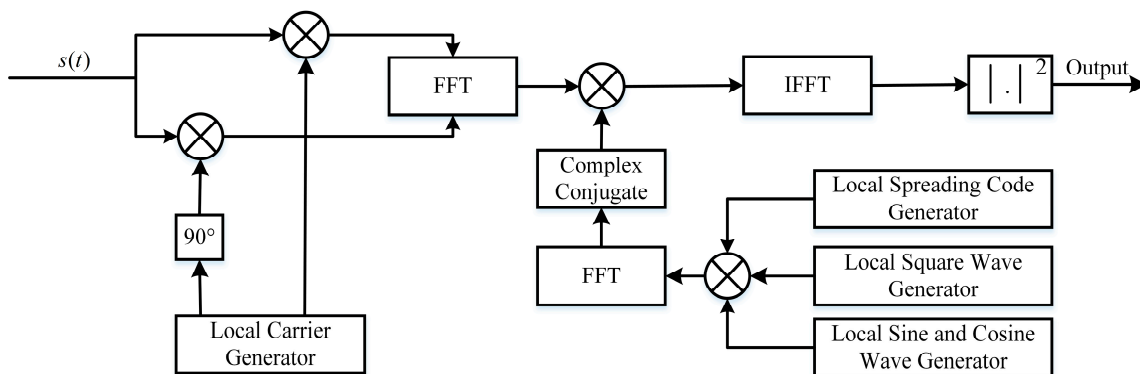 s(t)
FFT
IFFT
| . |²
Output
Complex
Conjugate
Local Spreading Code
Generator
90°
FFT
Local Square Wave
Generator
Local Carrier
Generator
Local Sine and Cosine
Wave Generator